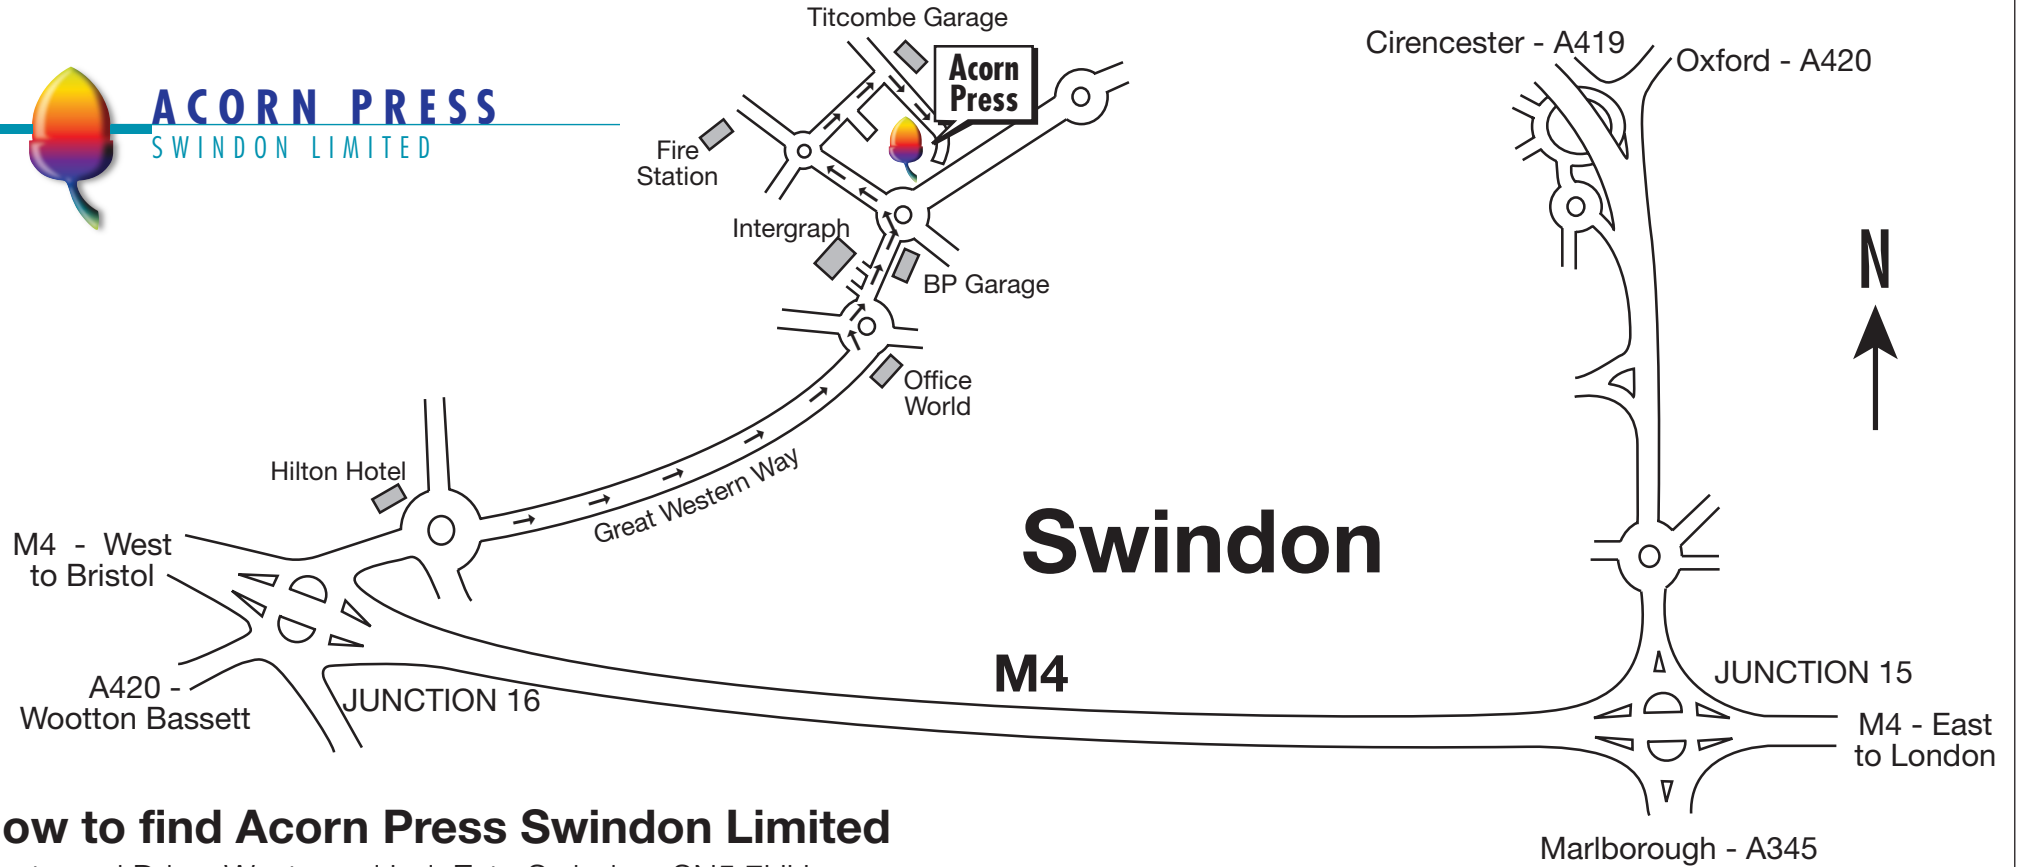 Titcombe Garage
Acorn
Press
ACORN PRESS
SWINDON LIMITED
Fire
Station
Intergraph
BP Garage
Office
World
Hilton Hotel
Great Western Way
Cirencester - A419
Oxford - A420
N
M4 - West
to Bristol
Swindon
A420 -
Wootton Bassett
JUNCTION 16
M4
JUNCTION 15
M4 - East
to London
ow to find Acorn Press Swindon Limited
Marlborough - A345